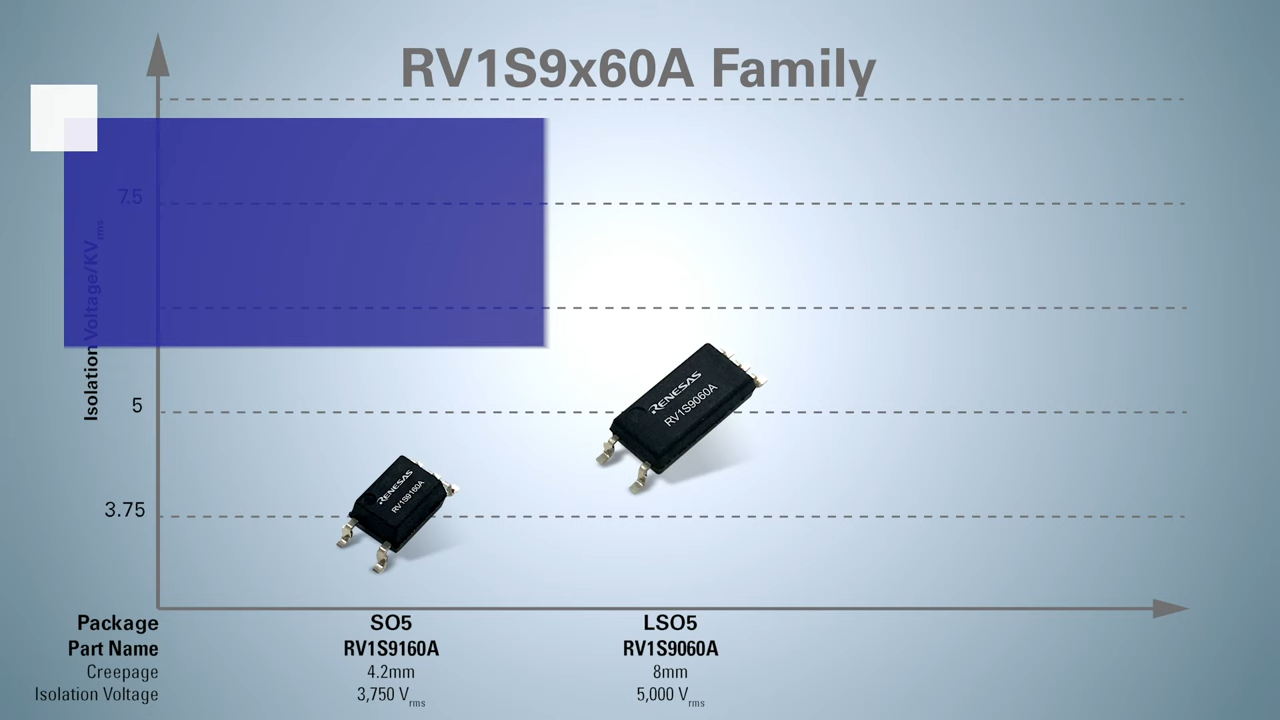 RV1S9x60A Family
7.5
Isolation Voltage/KVrms
5
3.75
RENESAS
RV1S9060A
RENESAS
RV1S9160A
Package SO5 LSO5
Part Name RV1S9160A RV1S9060A
Creepage 4.2mm 8mm
Isolation Voltage 3,750 Vrms 5,000 Vrms